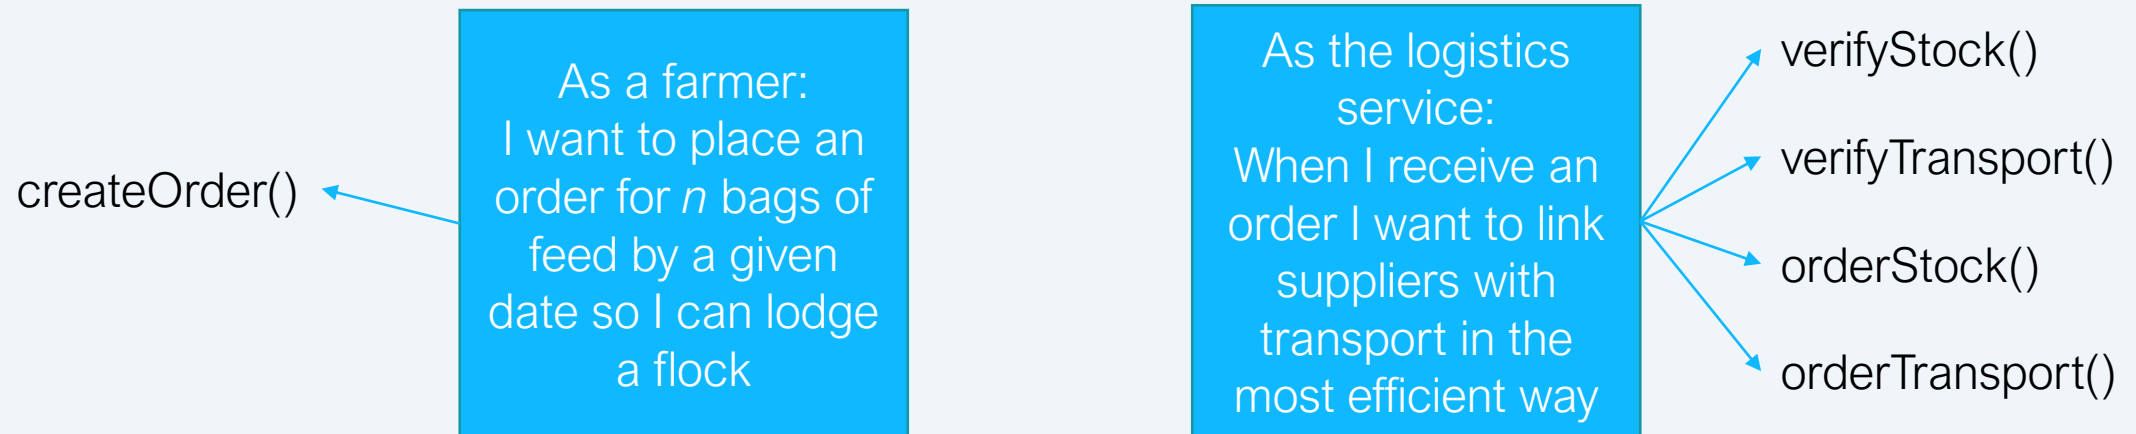 createOrder()
As a farmer:
I want to place an
order for n bags of
feed by a given
date so I can lodge
a flock
As the logistics
service:
When I receive an
order I want to link
suppliers with
transport in the
most efficient way
verifyStock()
verifyTransport()
orderStock()
orderTransport()